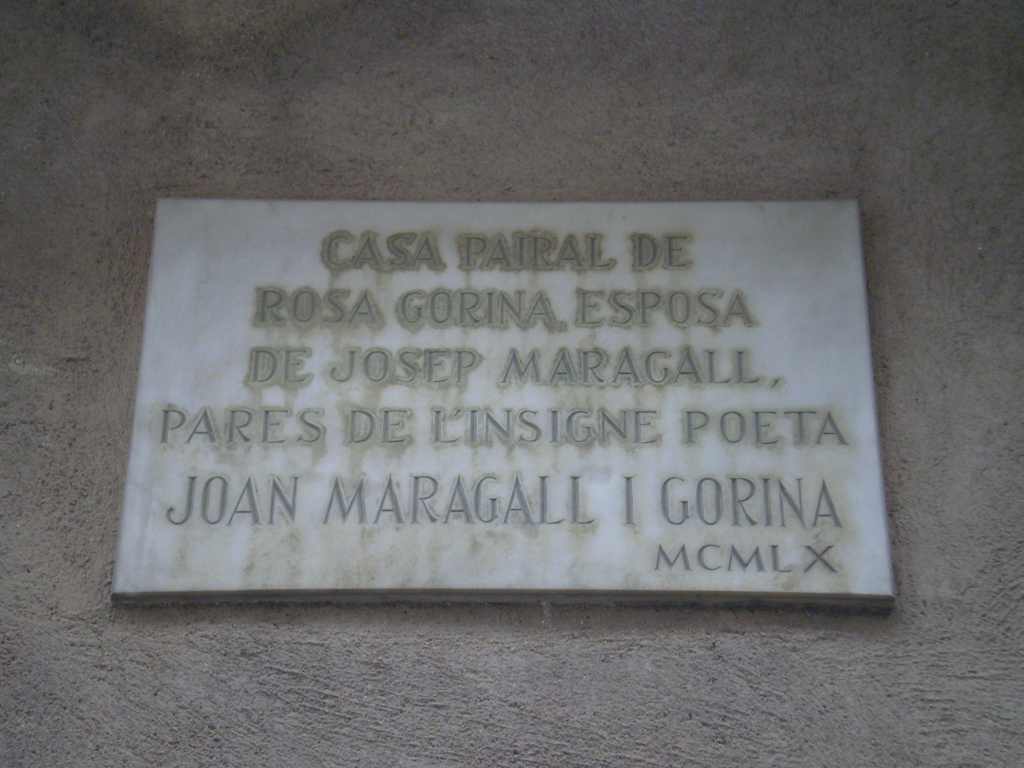 CASA PAIRAL DE
ROSA GORINA, ESPOSA
DE JOSEP MARAGALL,
PARES DE L'INSIGNE POETA
JOAN MARAGALL I GORINA
MCMLX